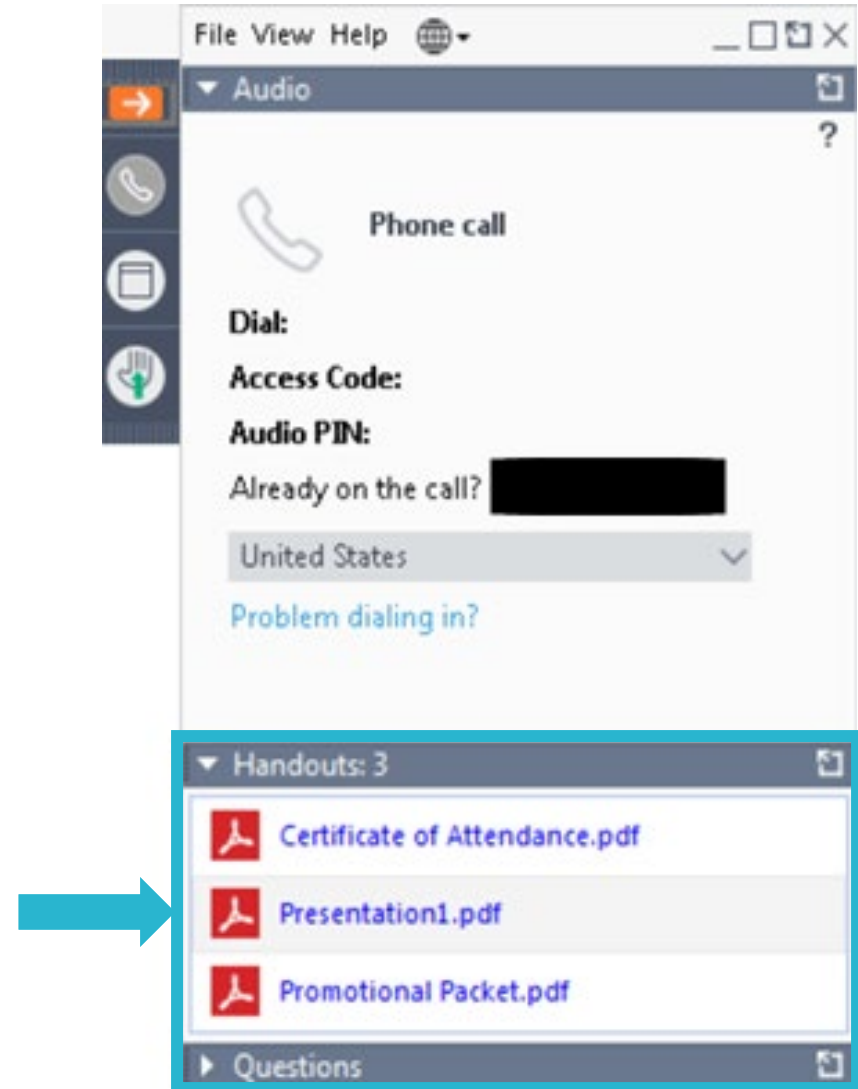 File View Help
Audio
?
Phone call
Dial:
Access Code:
Audio PIN:
Already on the call?
United States
Problem dialing in?
Handouts: 3
Certificate of Attendance.pdf
Presentation1.pdf
Promotional Packet.pdf
Questions